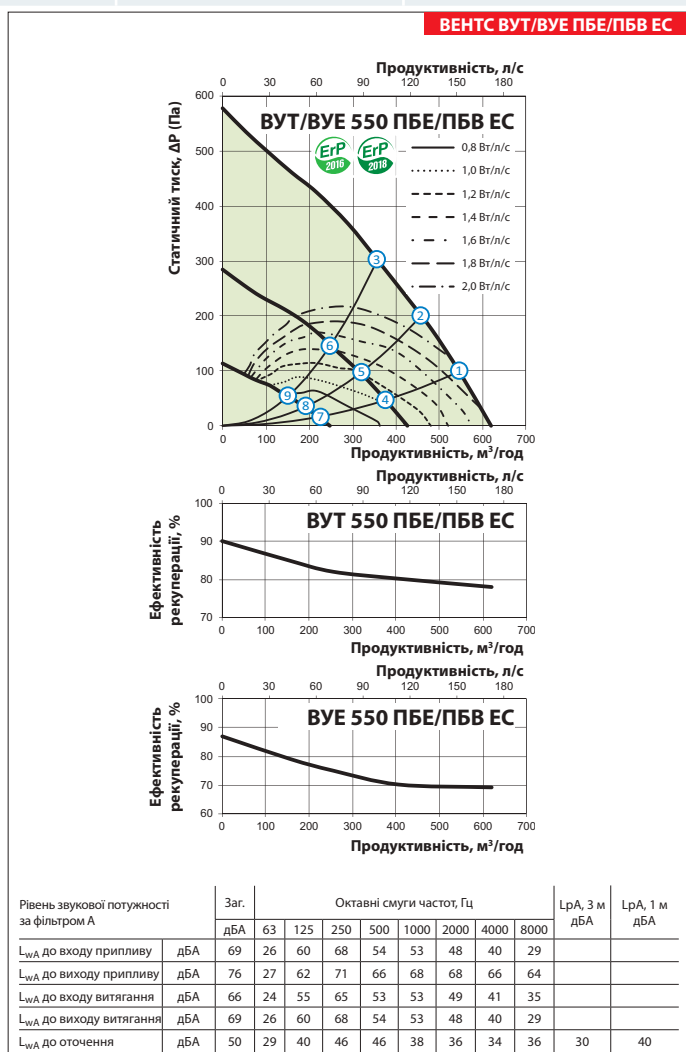 ВЕНТС ВУТ/ВУЕ ПБЕ/ПБВ ЕС
Продуктивність, л/с
0 30 60 90 120 150 180
ВУТ/ВУЕ 550 ПБЕ/ПБВ ЕС
ErP 2016
ErP 2018
0,8 Вт/л/с
1,0 Вт/л/с
1,2 Вт/л/с
1,4 Вт/л/с
1,6 Вт/л/с
1,8 Вт/л/с
2,0 Вт/л/с
Статичний тиск, ΔP (Па)
600
500
400
300
200
100
0
3
2
6
5
1
9
8
7
4
0 100 200 300 400 500 600 700
Продуктивність, м³/год
Продуктивність, л/с
0 30 60 90 120 150 180
ВУТ 550 ПБЕ/ПБВ ЕС
Ефективність
рекуперації, %
100
90
80
70
0 100 200 300 400 500 600 700
Продуктивність, м³/год
Продуктивність, л/с
0 30 60 90 120 150 180
ВУЕ 550 ПБЕ/ПБВ ЕС
Ефективність
рекуперації, %
100
90
80
70
60
0 100 200 300 400 500 600 700
Продуктивність, м³/год
Рівень звукової потужності за фільтром А Заг. Октавні смуги частот, Гц LpA, 3 м дБА LpA, 1 м дБА
дБА 63 125 250 500 1000 2000 4000 8000
LwA до входу припливу дБА 69 26 60 68 54 53 48 40 29
LwA до виходу припливу дБА 76 27 62 71 66 68 68 66 64
LwA до входу витягання дБА 66 24 55 65 53 53 49 41 35
LwA до виходу витягання дБА 69 26 60 68 54 53 48 40 29
LwA до оточення дБА 50 29 40 46 46 38 36 34 36 30 40